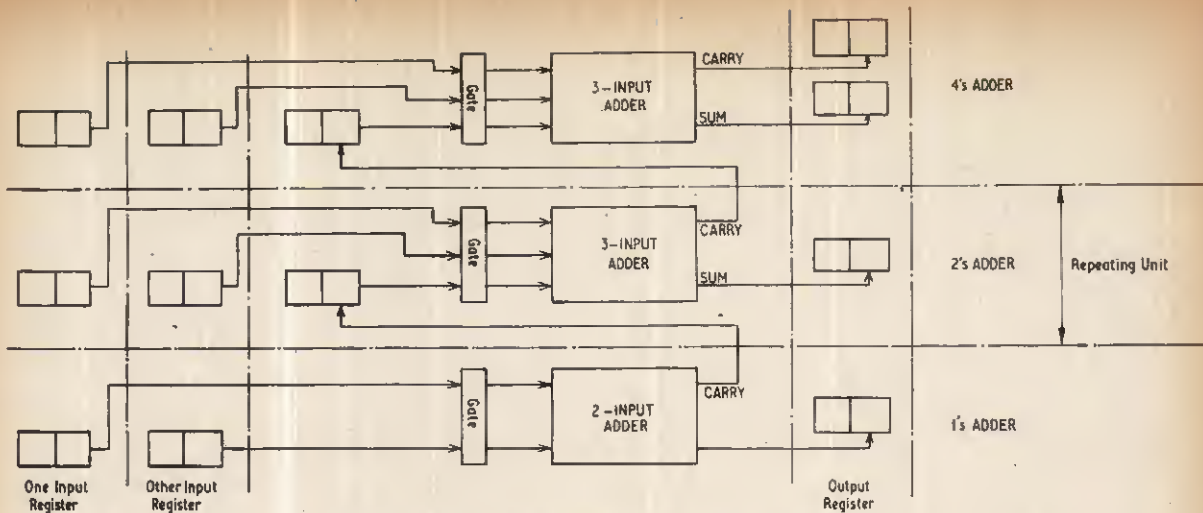 CARRY
Gate
3-INPUT
ADDER
SUM
4's ADDER
CARRY
Gate
3-INPUT
ADDER
SUM
2's ADDER
Repeating Unit
CARRY
Gate
2-INPUT
ADDER
1's ADDER
One Input
Register
Other Input
Register
Output
Register